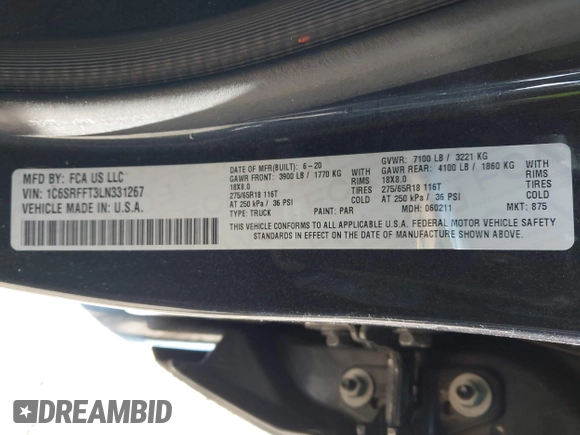 MFD BY: FCA US LLC
VIN: 1C6SRFFT3LN331267
VEHICLE MADE IN U.S.A.
DATE OF MFR(BUILT): 6-20
GAWR FRONT: 3900 LB / 1770 KG
18X8.0 RIMS
275/65R18 116T TIRES
AT 250 kPa / 36 PSI COLD
TYPE: TRUCK PAINT: PAR
GVWR: 7100 LB / 3221 KG
GAWR REAR: 4100 LB / 1860 KG
18X8.0 RIMS
275/65R18 116T TIRES
AT 250 kPa / 36 PSI COLD
MDH: 060211 MKT: 875
THIS VEHICLE CONFORMS TO ALL APPLICABLE U.S.A. FEDERAL MOTOR VEHICLE SAFETY
STANDARDS IN EFFECT ON THE DATE OF MANUFACTURE SHOWN ABOVE.
DREAMBID